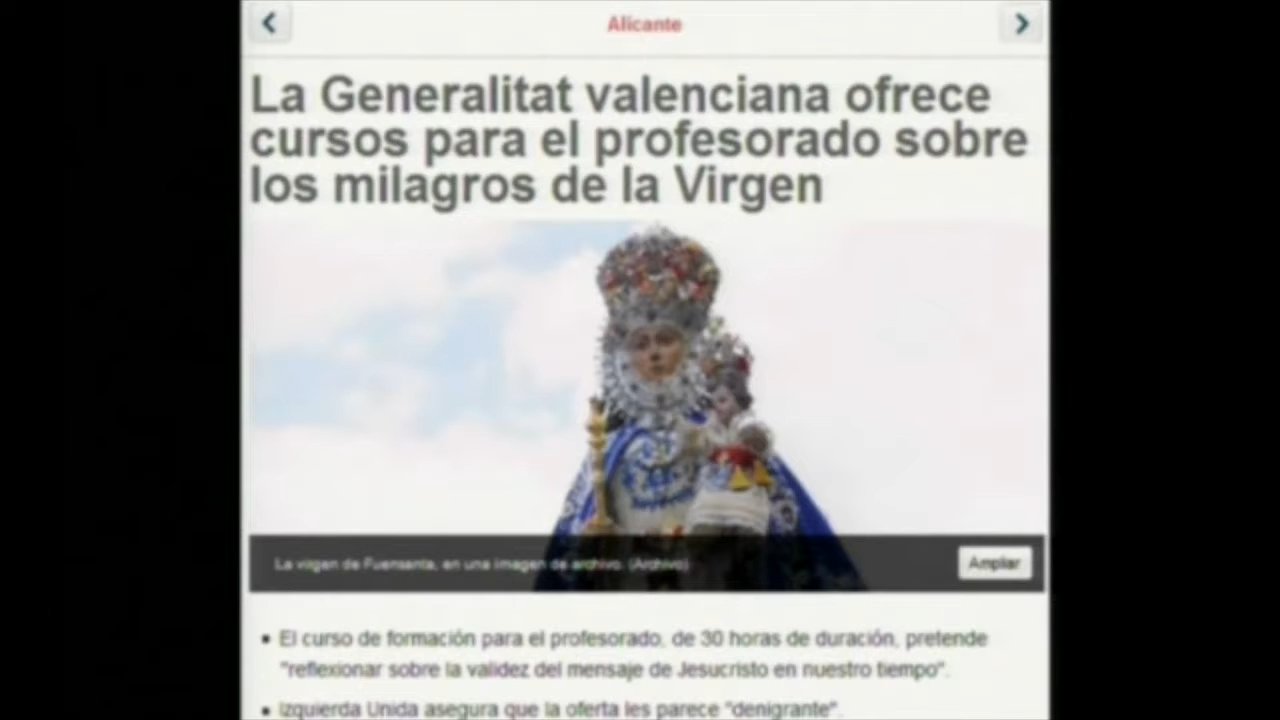 Alicante
La Generalitat valenciana ofrece
cursos para el profesorado sobre
los milagros de la Virgen
La virgen de Fuensanta, en una imagen de archivo. (Archivo)
Ampliar
El curso de formación para el profesorado, de 30 horas de duración, pretende
"reflexionar sobre la validez del mensaje de Jesucristo en nuestro tiempo".
Izquierda Unida asegura que la oferta les parece "denigrante".